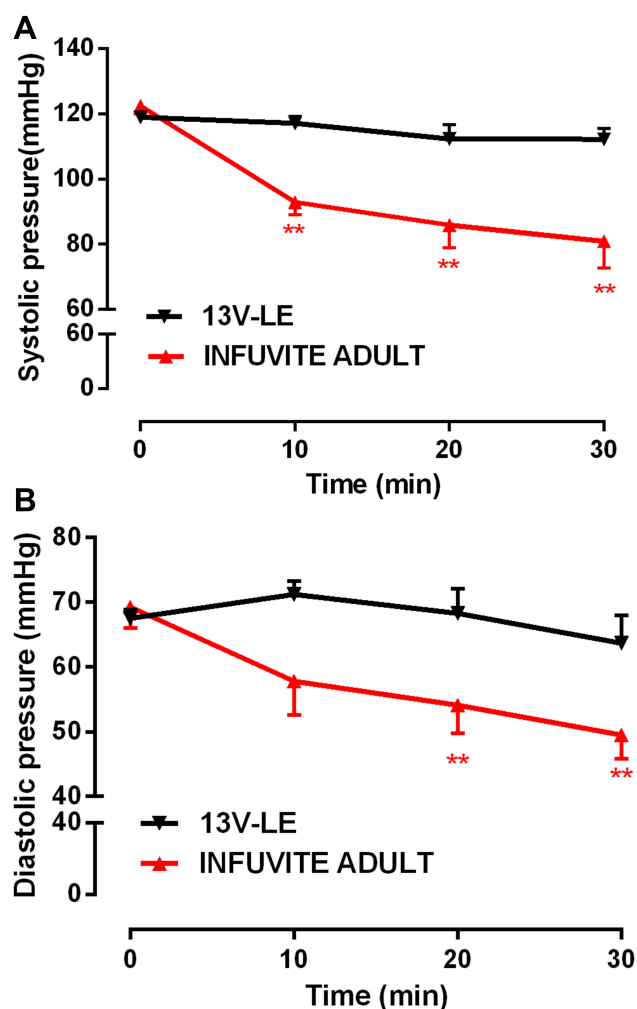 A
Systolic pressure(mmHg)
140
120
100
80
60
60
0
**
**
**
13V-LE
INFUVITE ADULT
0 10 20 30
Time (min)
B
Diastolic pressure (mmHg)
80
70
60
50
40
40
0
**
**
13V-LE
INFUVITE ADULT
0 10 20 30
Time (min)